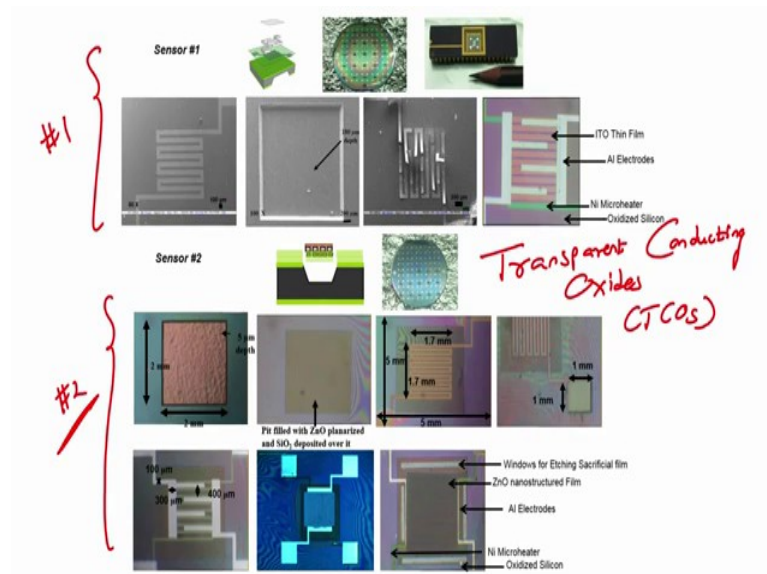 Sensor #1
#1
100 μm
depth
ITO Thin Film
Al Electrodes
Ni Microheater
Oxidized Silicon
Transparent Conducting
Oxides
(TCOs)
Sensor #2
#2
5 μm
depth
2 mm
2 mm
Pit filled with ZnO planarized
and SiO₂ deposited over it
1.7 mm
5 mm
1.7 mm
5 mm
1 mm
1 mm
100 μm
300 μm
400 μm
Windows for Etching Sacrificial film
ZnO nanostructured Film
Al Electrodes
Ni Microheater
Oxidized Silicon